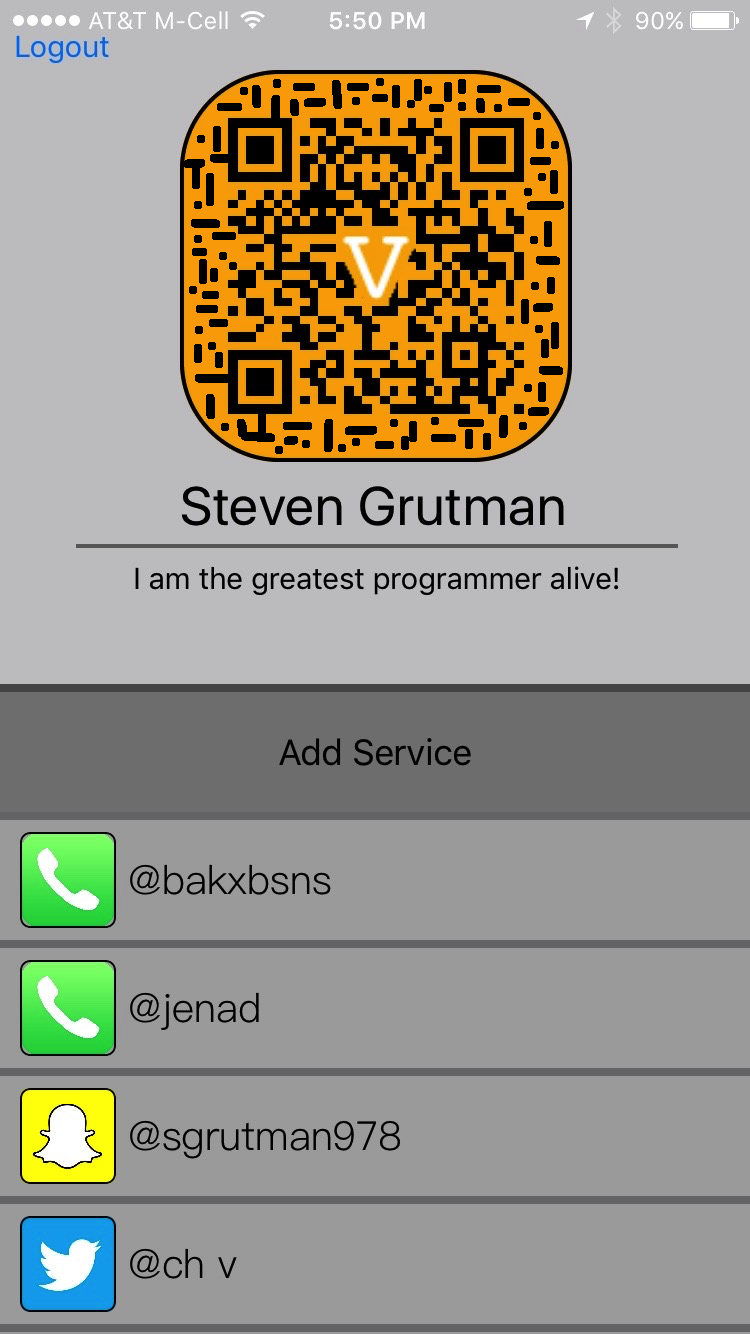 AT&T M-Cell 5:50 PM 90%
Logout
V
Steven Grutman
I am the greatest programmer alive!
Add Service
@bakxbsns
@jenad
@sgrutman978
@ch v